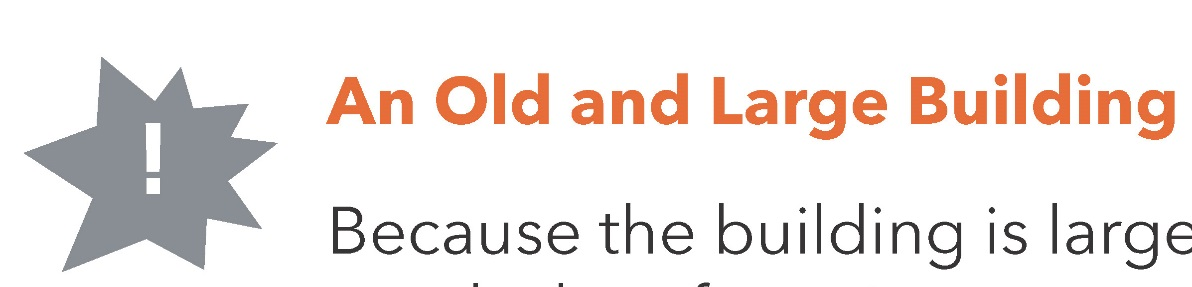 !
An Old and Large Building
Because the building is large